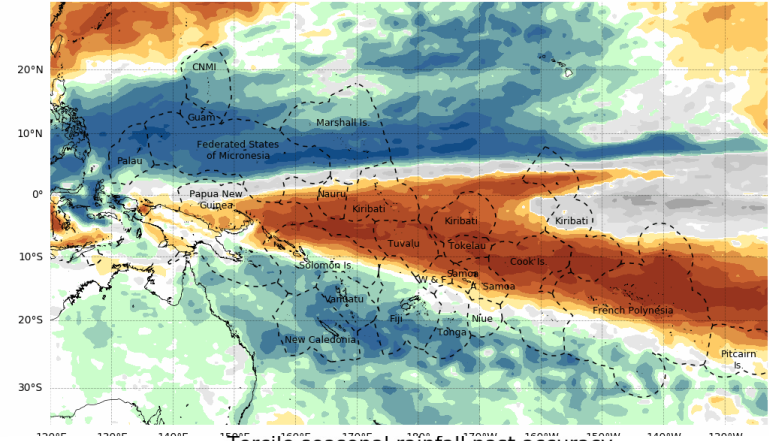 20°N
CNMI
Guam
Marshall Is.
10°N
Federated States
of Micronesia
Palau
0°
Papua New
Guinea
Nauru
Kiribati
Kiribati
Kiribati
Tuvalu
Tokelau
10°S
Solomon Is.
Cook Is.
Samoa
W & F
A. Samoa
Vanuatu
French Polynesia
20°S
Fiji
Niue
Tonga
New Caledonia
Pitcairn
Is.
30°S